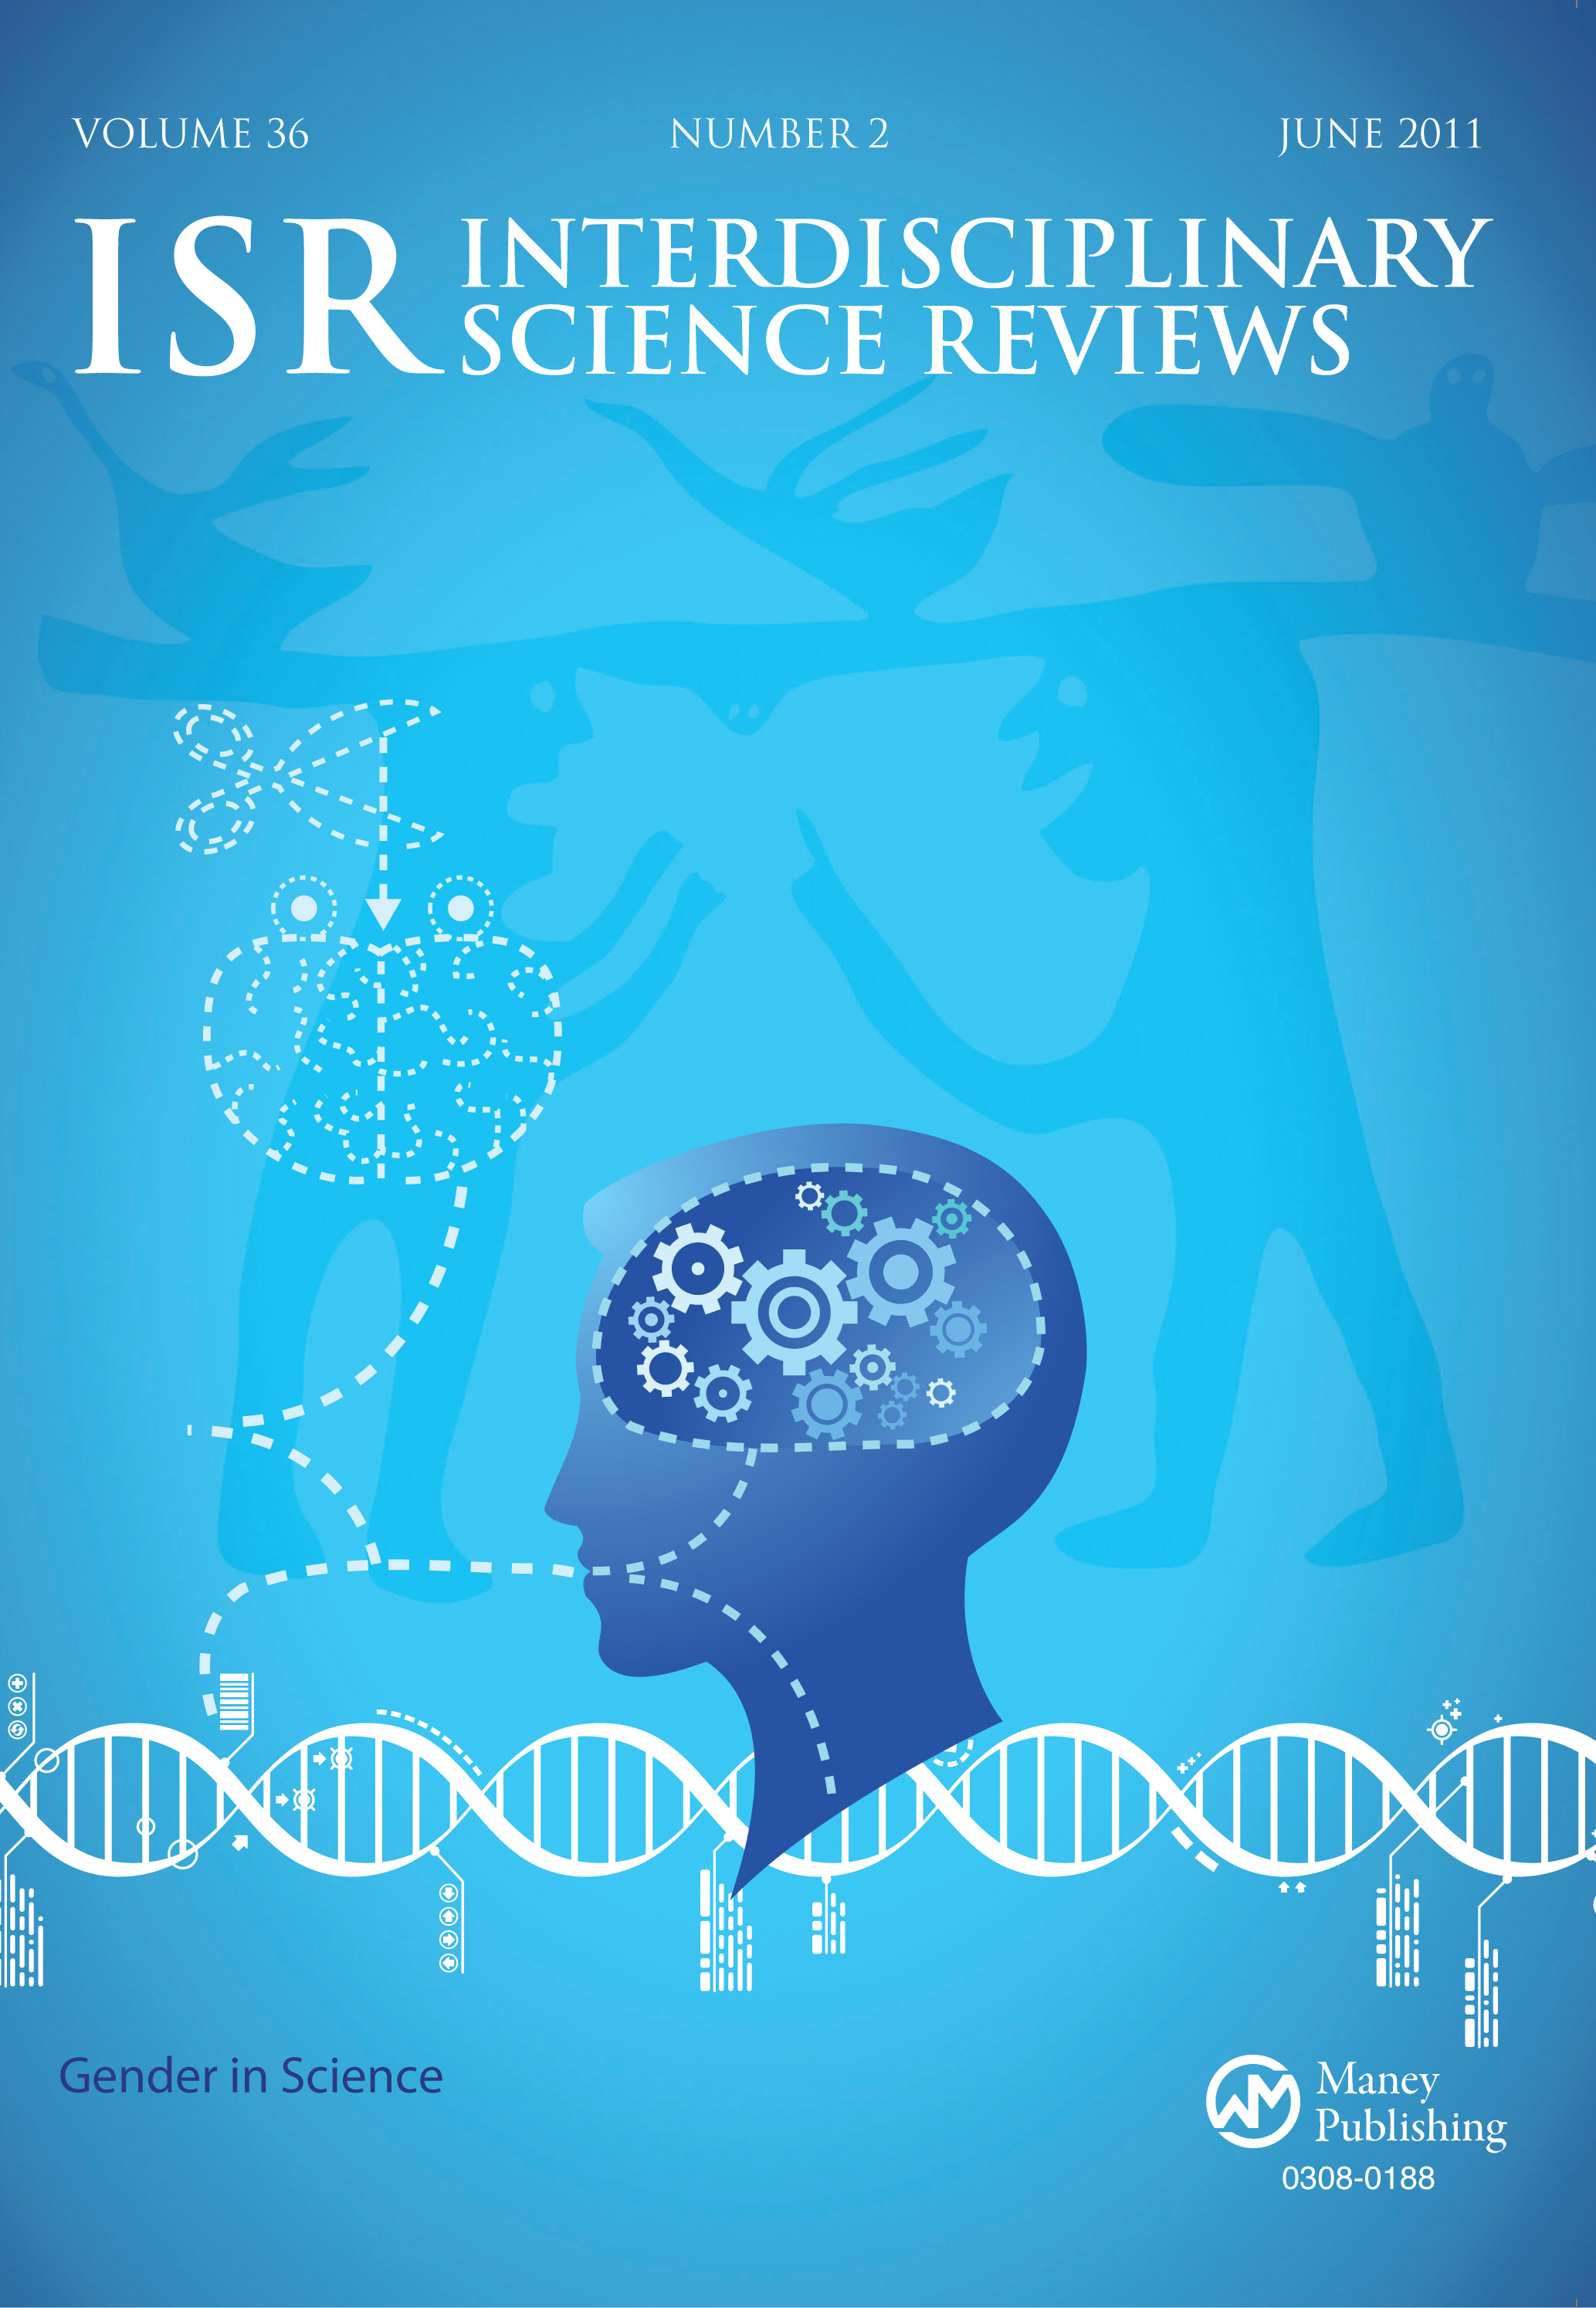 VOLUME 36 NUMBER 2 JUNE 2011
ISR INTERDISCIPLINARY
SCIENCE REVIEWS
Gender in Science
Maney
Publishing
0308-0188